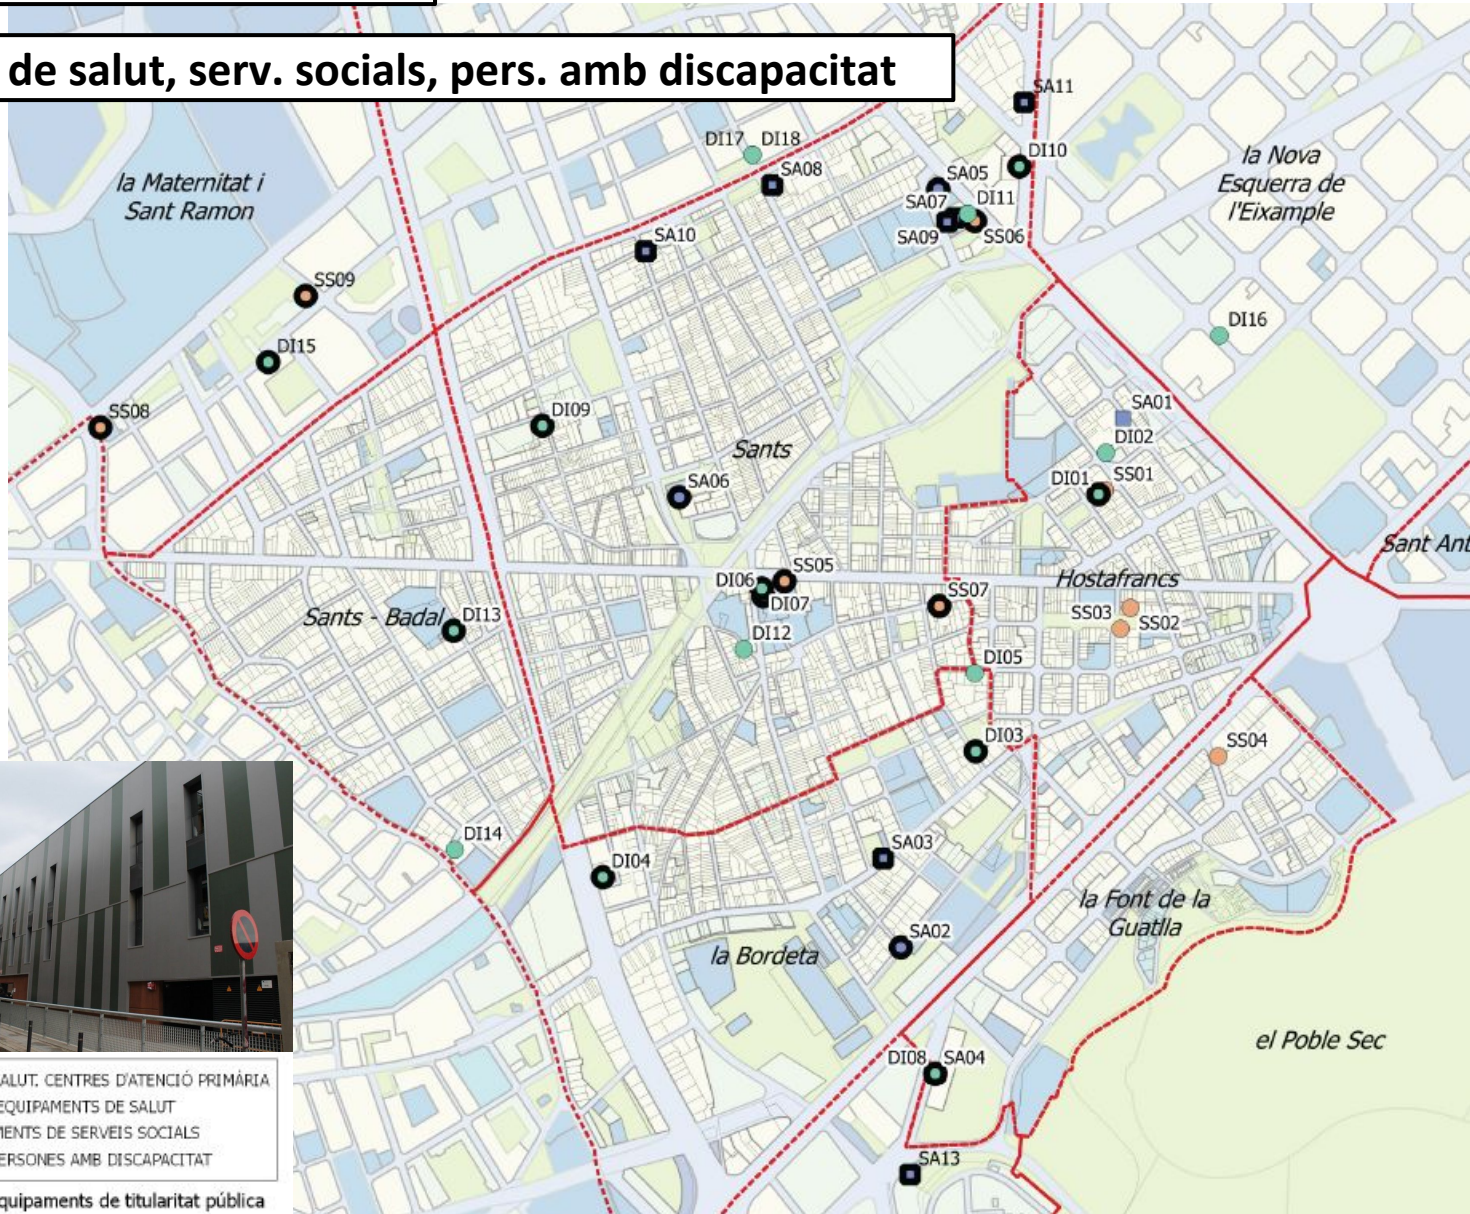 de salut, serv. socials, pers. amb discapacitat
SA11
DI17 DI18
DI10
la Maternitat i
Sant Ramon
la Nova
Esquerra de
l'Eixample
SA08
SA05
SA07
DI11
SA09
SS06
SA10
SS09
DI16
DI15
SS08
DI09
SA01
Sants
DI02
SA06
DI01
SS01
Sant Ant
DI06
SS05
Hostafrancs
DI07
SS07
Sants - Badal
DI13
SS03
SS02
DI12
DI05
DI03
SS04
DI14
SA03
DI04
la Font de la
Guatlla
SA02
la Bordeta
el Poble Sec
DI08 SA04
SA13
ALUT. CENTRES D'ATENCIÓ PRIMÀRIA
EQUIPAMENTS DE SALUT
MENTS DE SERVEIS SOCIALS
ERSONES AMB DISCAPACITAT
quipaments de titularitat pública